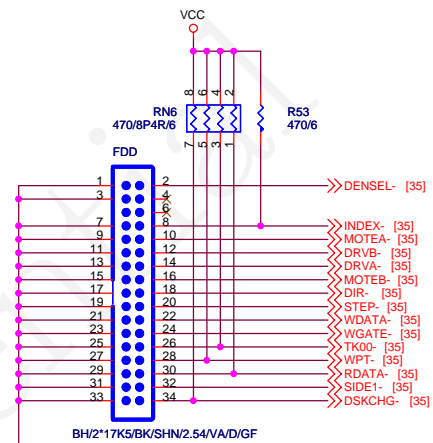 VCC
8 6 4 2
RN6 R53
470/8P4R/6 470/6
7 5 3 1
FDD
1 2 DENSEL- [35]
3 4
6
7 8 INDEX- [35]
9 10 MOTEA- [35]
11 12 DRVB- [35]
13 14 DRVA- [35]
15 16 MOTEB- [35]
17 18 DIR- [35]
19 20 STEP- [35]
21 22 WDATA- [35]
23 24 WGATE- [35]
25 26 TK00- [35]
27 28 WPT- [35]
29 30 RDATA- [35]
31 32 SIDE1- [35]
33 34 DSKCHG- [35]
BH/2*17K5/BK/SHN/2.54/VA/D/GF